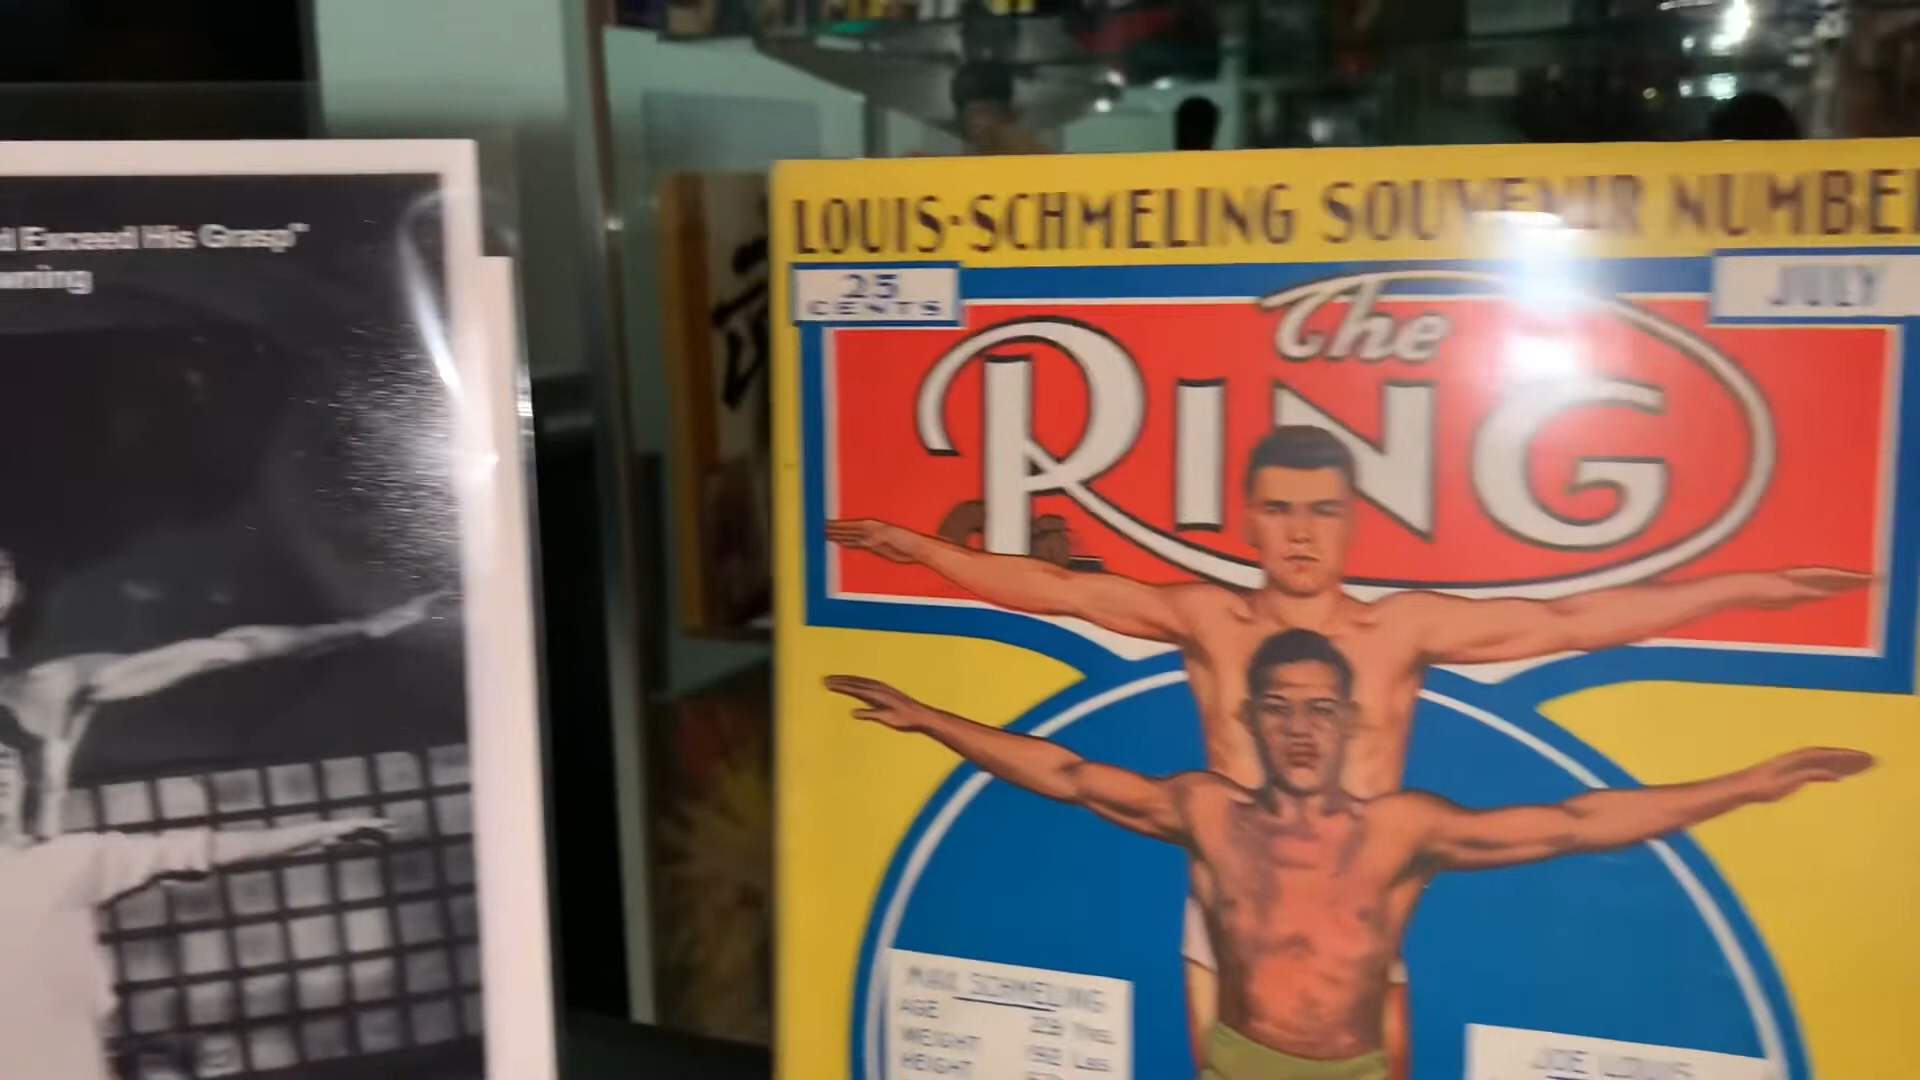 d Exceed His Grasp"
wning
LOUIS-SCHMELING SOUVENIR NUMBE
25
CENTS
JULY
The
RING
MAX SCHMELING
AGE
WEIGHT
HEIGHT
JOE LOUIS